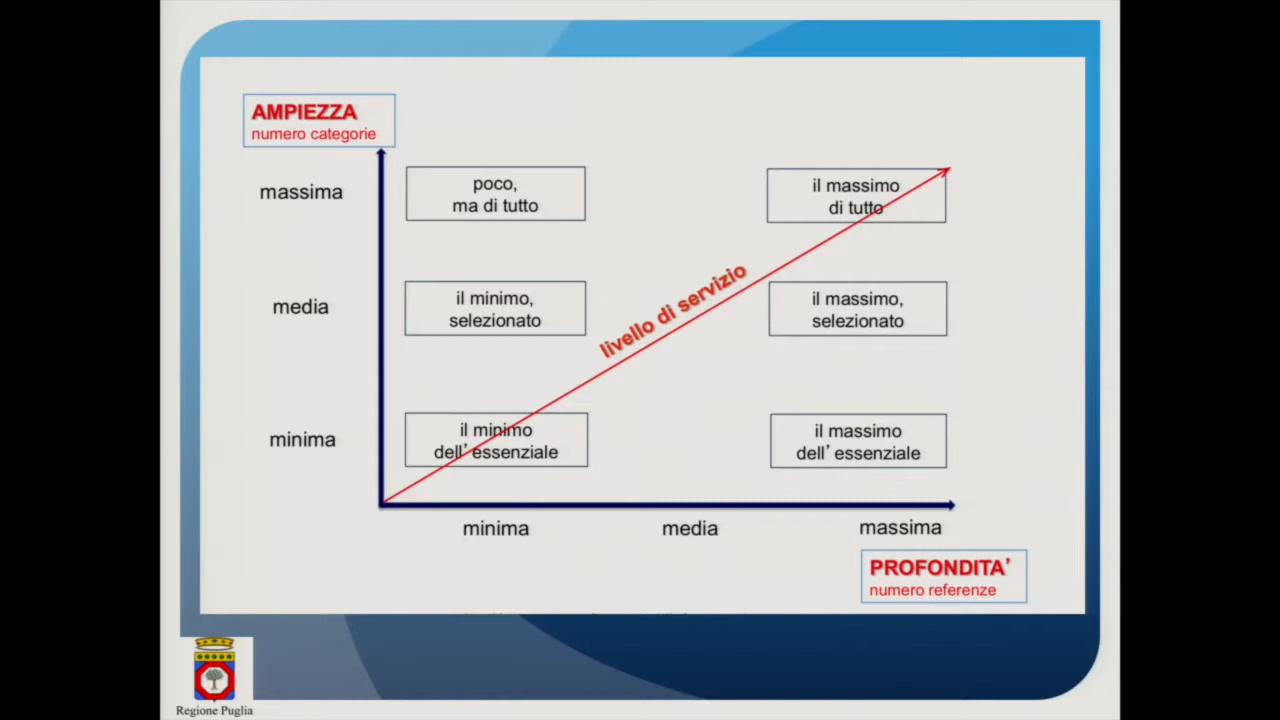 AMPIEZZA
numero categorie
massima
poco,
ma di tutto
il massimo
di tutto
livello di servizio
media
il minimo,
selezionato
il massimo,
selezionato
minima
il minimo
dell’essenziale
il massimo
dell’essenziale
minima
media
massima
PROFONDITA’
numero referenze
Regione Puglia